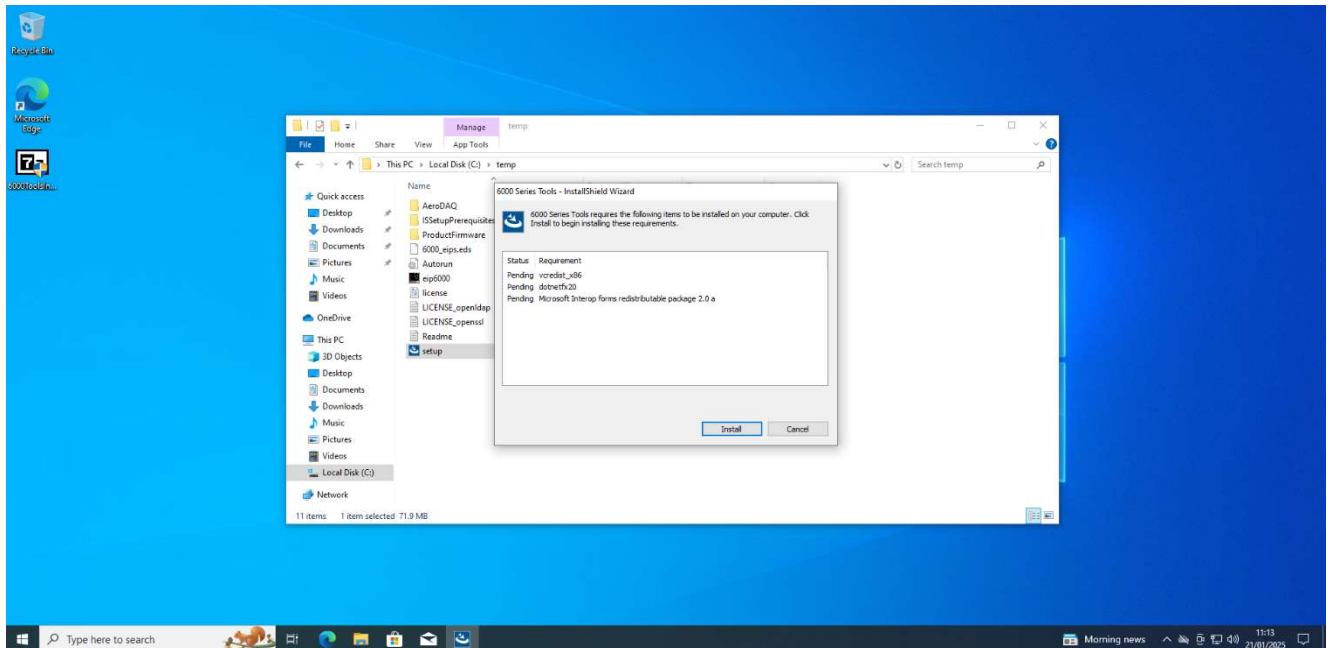 Recycle Bin
Microsoft
Edge
6000Toolsin...
Manage
temp
File
Home
Share
View
App Tools
This PC › Local Disk (C:) › temp
Search temp
Name
Quick access
Desktop
Downloads
Documents
Pictures
Music
Videos
OneDrive
This PC
3D Objects
Desktop
Documents
Downloads
Music
Pictures
Videos
Local Disk (C:)
Network
AeroDAQ
ISSetupPrerequisites
ProductFirmware
6000_eips.eds
Autorun
eip6000
license
LICENSE_openldap
LICENSE_openssl
Readme
setup
6000 Series Tools - InstallShield Wizard
6000 Series Tools requires the following items to be installed on your computer. Click
Install to begin installing these requirements.
Status Requirement
Pending vcredist_x86
Pending dotnetfx20
Pending Microsoft Interop forms redistributable package 2.0 a
Install
Cancel
11 items 1 item selected 71.9 MB
Type here to search
Morning news
11:13
21/01/2025